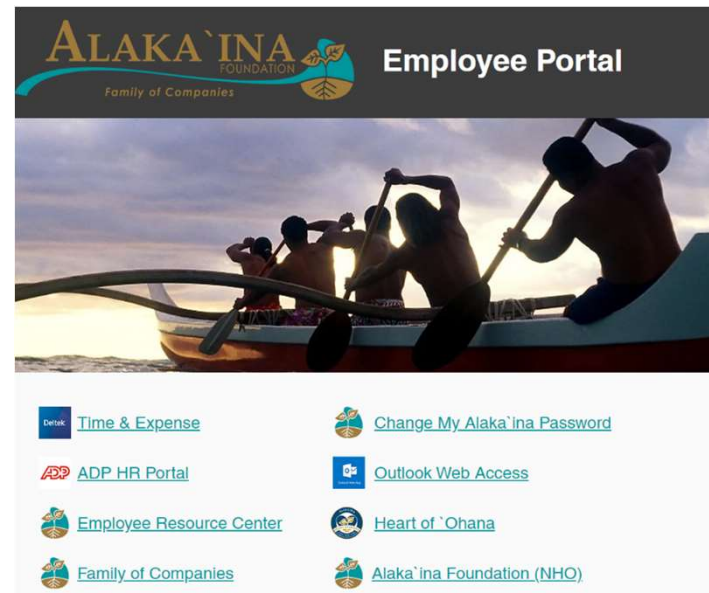 ALAKA`INA
FOUNDATION
Family of Companies
Employee Portal
Deltek
Time & Expense
Change My Alaka`ina Password
ADP
ADP HR Portal
Outlook Web Access
Employee Resource Center
Heart of `Ohana
Family of Companies
Alaka`ina Foundation (NHO)